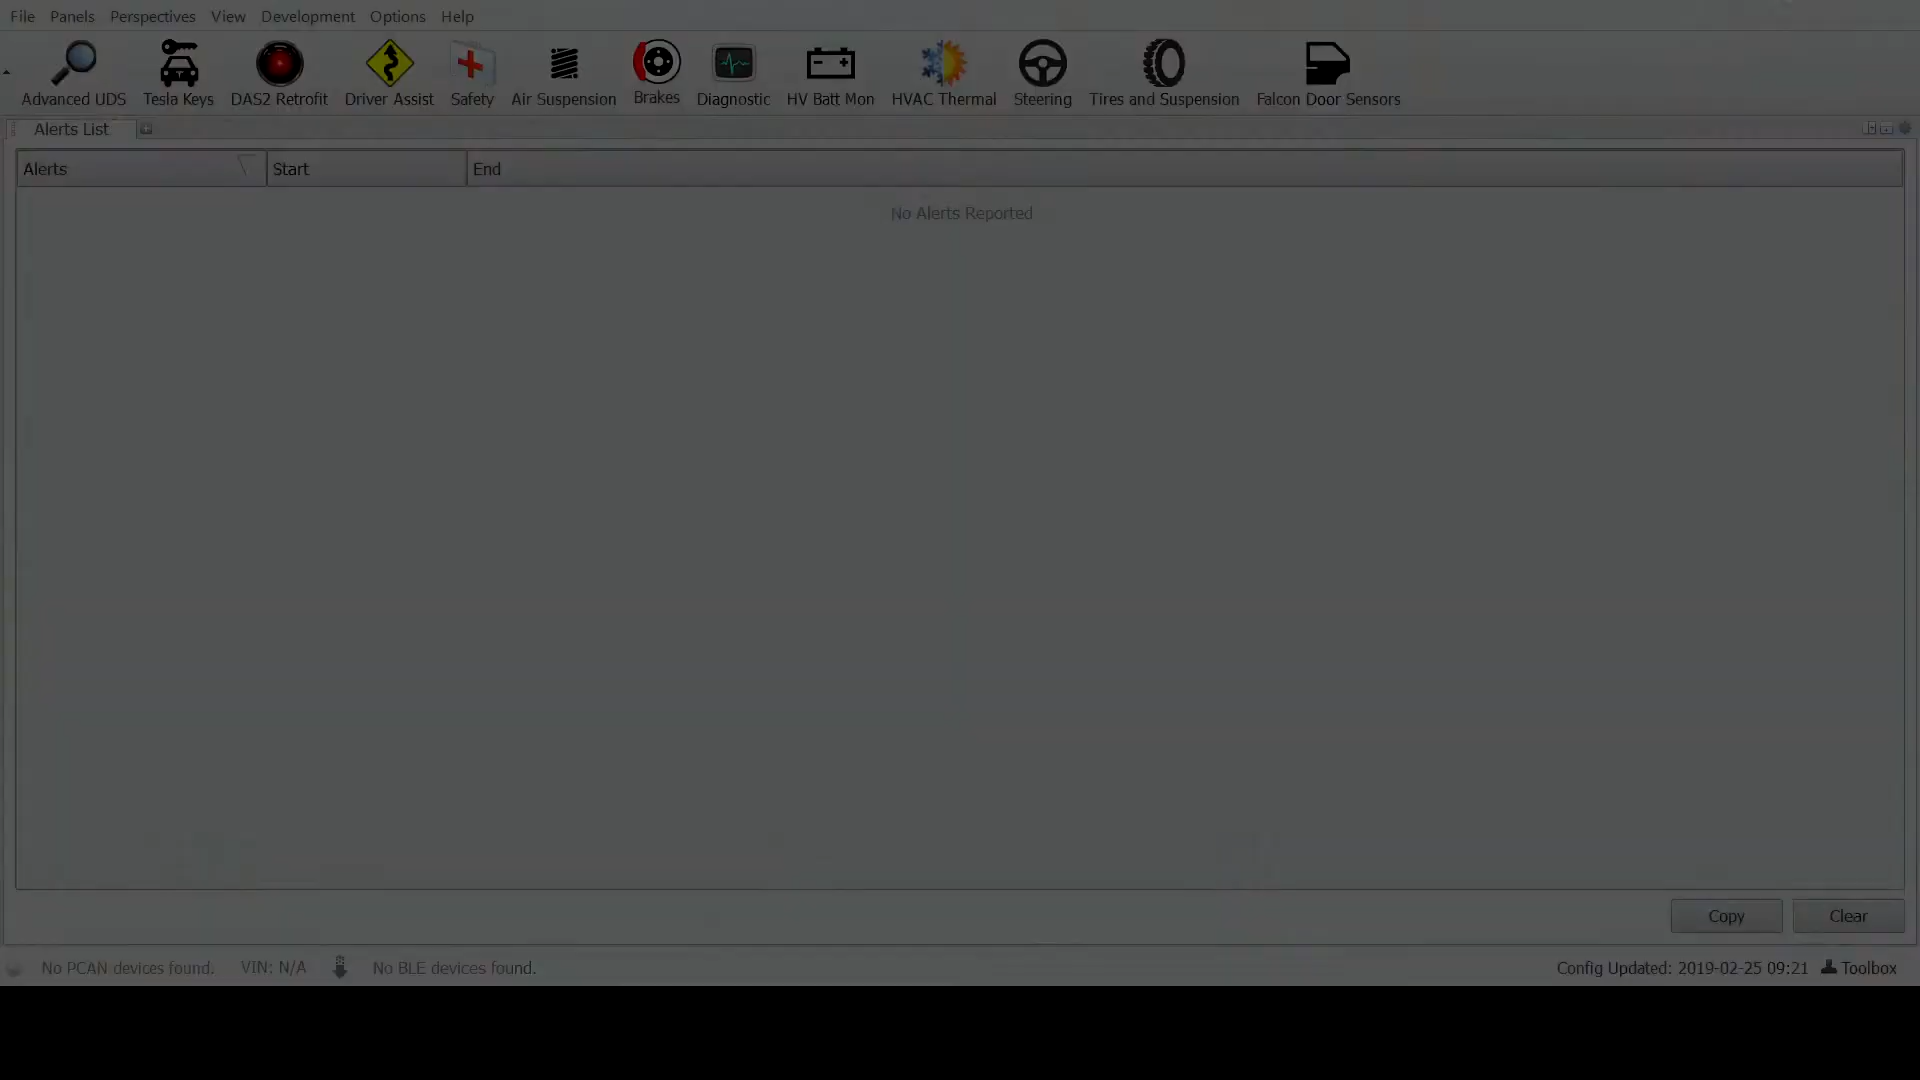 File Panels Perspectives View Development Options Help
Advanced UDS Tesla Keys DAS2 Retrofit Driver Assist Safety Air Suspension Brakes Diagnostic HV Batt Mon HVAC Thermal Steering Tires and Suspension Falcon Door Sensors
Alerts List
Alerts Start End
No Alerts Reported
Copy Clear
No PCAN devices found. VIN: N/A No BLE devices found. Config Updated: 2019-02-25 09:21 Toolbox